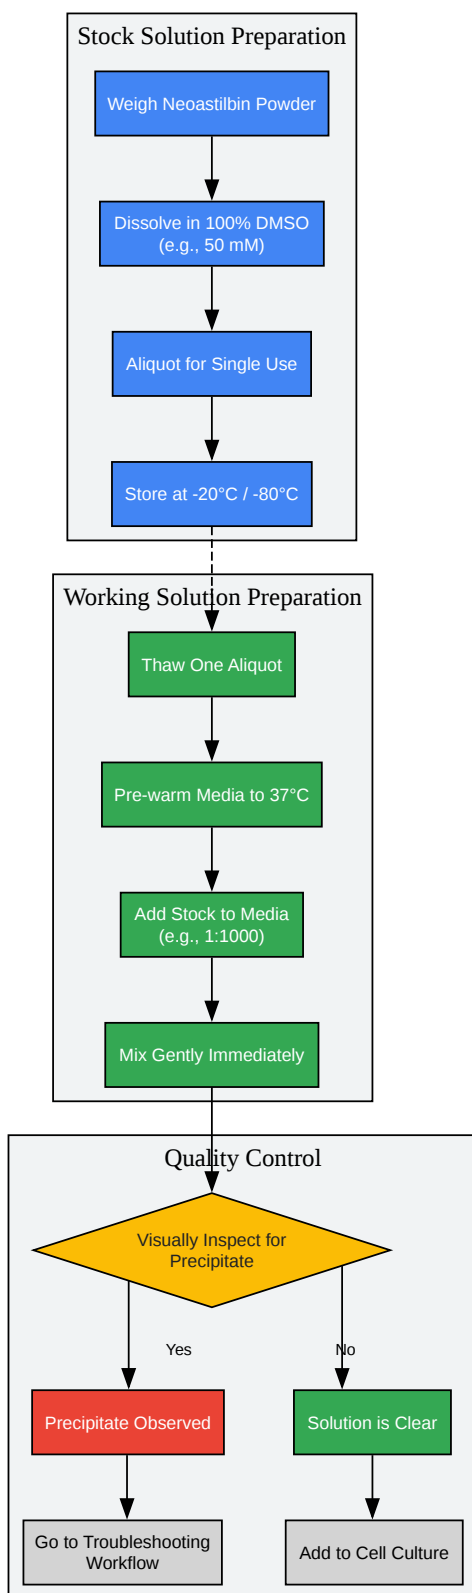 Stock Solution Preparation
Weigh Neoastilbin Powder
Dissolve in 100% DMSO
(e.g., 50 mM)
Aliquot for Single Use
Store at -20°C / -80°C
Working Solution Preparation
Thaw One Aliquot
Pre-warm Media to 37°C
Add Stock to Media
(e.g., 1:1000)
Mix Gently Immediately
Quality Control
Visually Inspect for
Precipitate
Yes
No
Precipitate Observed
Solution is Clear
Go to Troubleshooting
Workflow
Add to Cell Culture